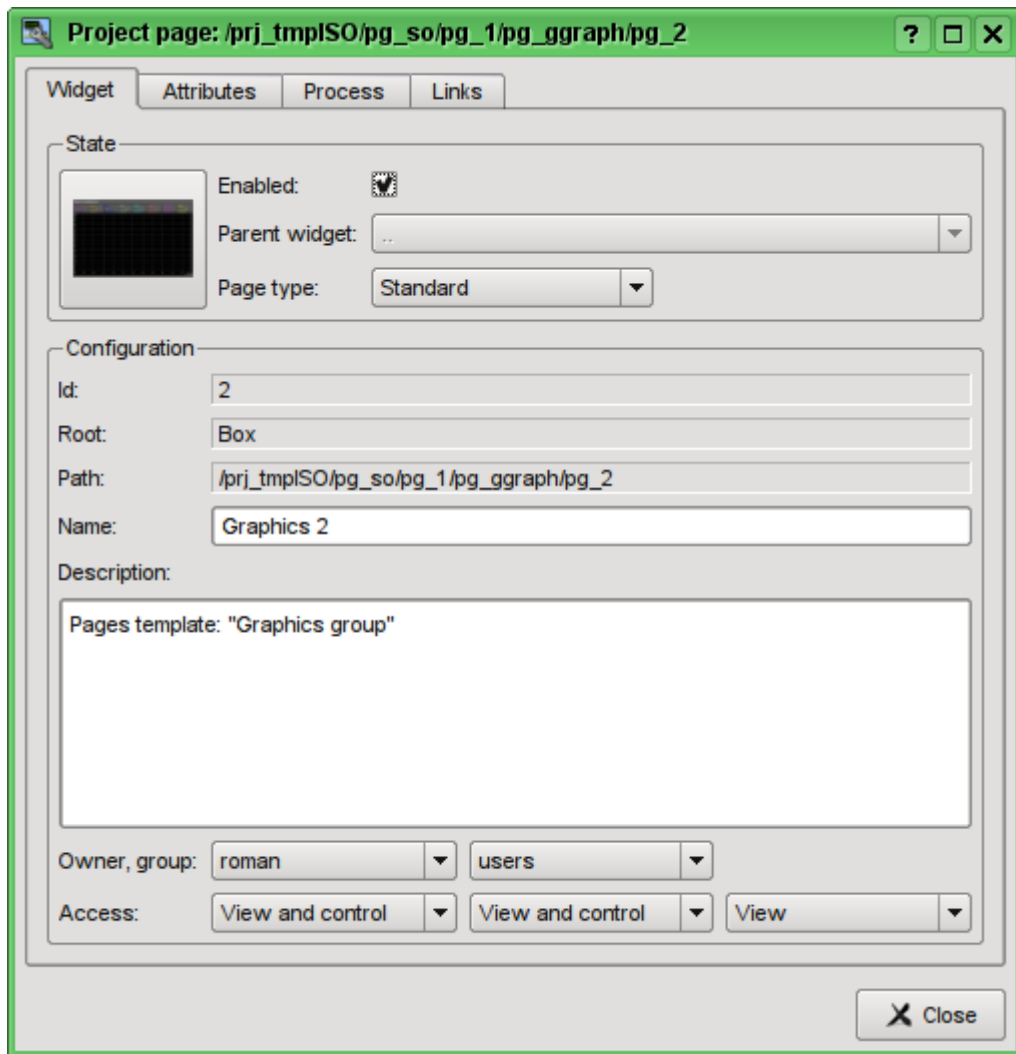 Project page: /prj_tmplSO/pg_so/pg_1/pg_ggraph/pg_2
Widget Attributes Process Links
State
Enabled:
Parent widget: ..
Page type: Standard
Configuration
Id: 2
Root: Box
Path: /prj_tmplSO/pg_so/pg_1/pg_ggraph/pg_2
Name: Graphics 2
Description:
Pages template: "Graphics group"
Owner, group: roman users
Access: View and control View and control View
Close